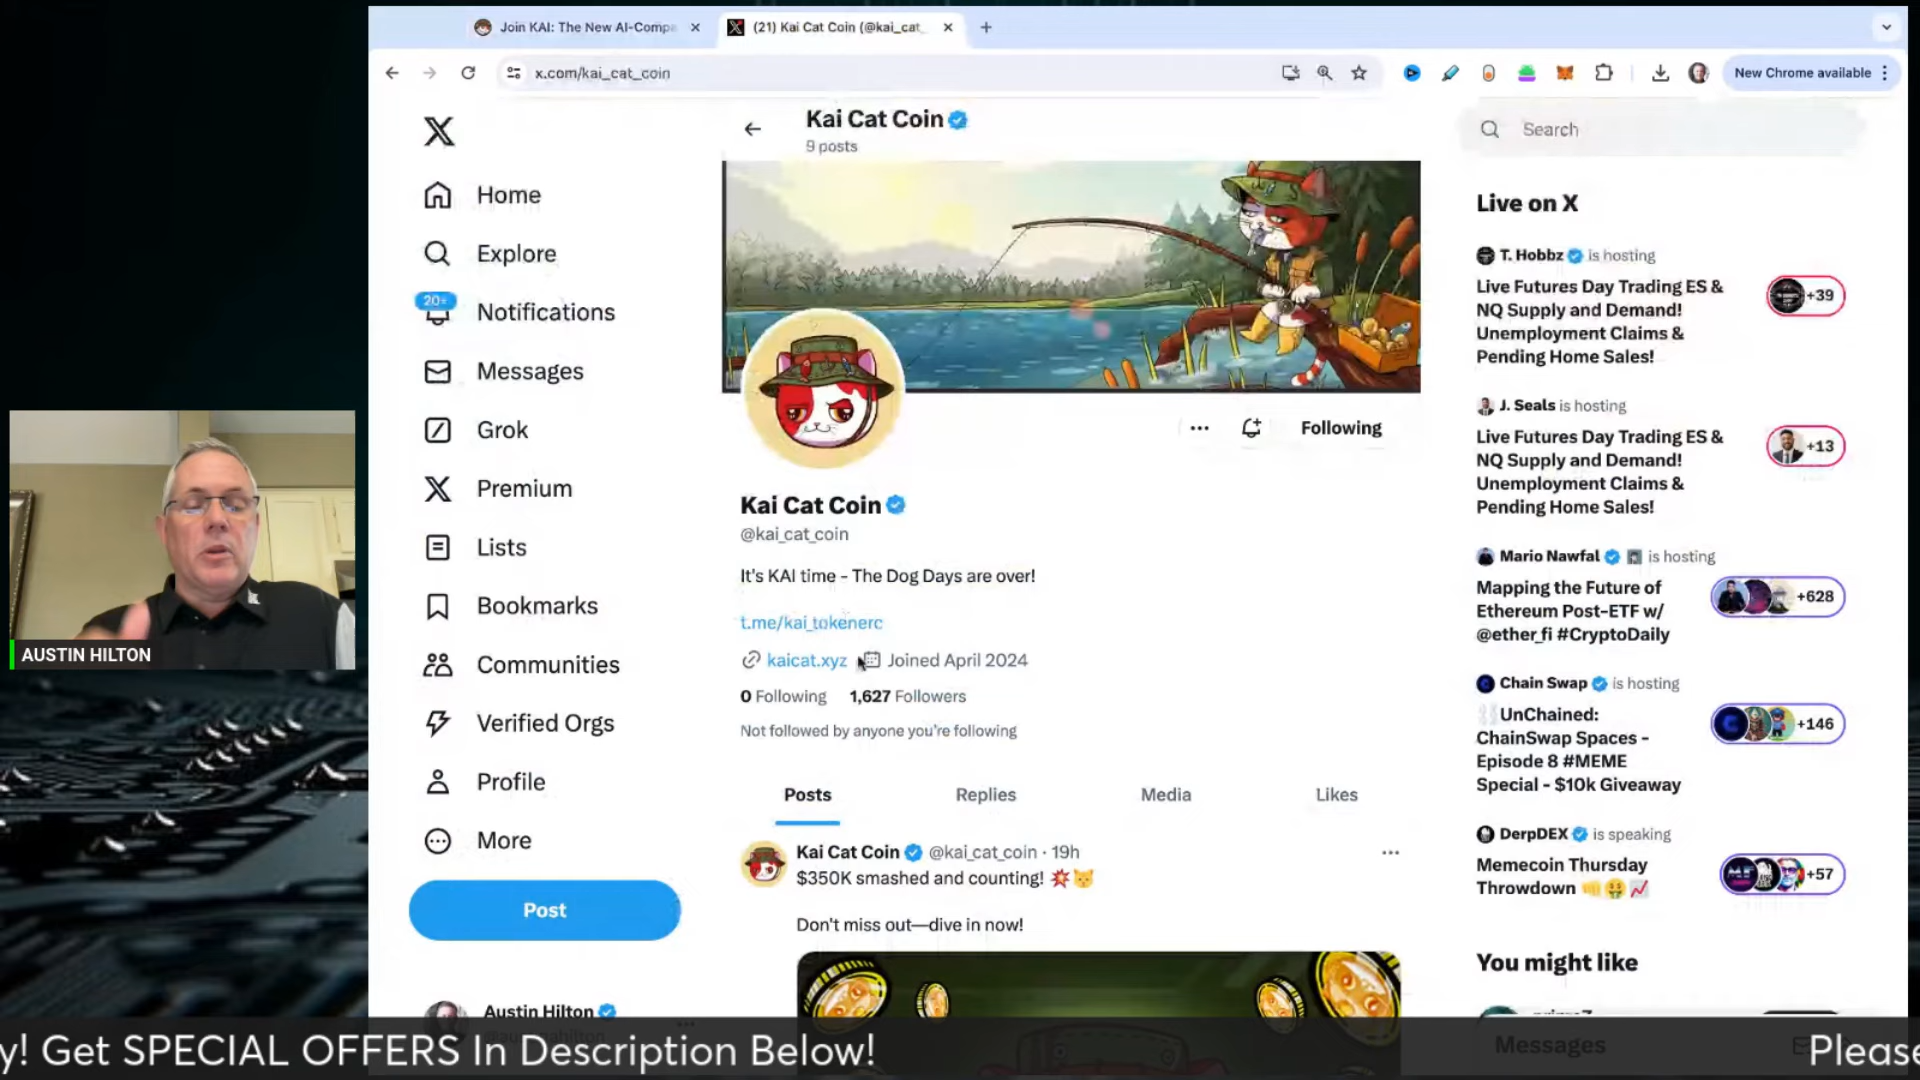 Join KAI: The New AI-Compa
(21) Kai Cat Coin (@kai_cat_
x.com/kai_cat_coin
New Chrome available
Kai Cat Coin
9 posts
Search
Home
Explore
20+
Notifications
Messages
Grok
Premium
Lists
Bookmarks
Communities
Verified Orgs
Profile
More
Post
Austin Hilton
Following
Kai Cat Coin
@kai_cat_coin
It's KAI time - The Dog Days are over!
t.me/kai_tokenerc
kaicat.xyz Joined April 2024
0 Following 1,627 Followers
Not followed by anyone you're following
Posts Replies Media Likes
Kai Cat Coin @kai_cat_coin · 19h
$350K smashed and counting! 💥😺
Don't miss out—dive in now!
Live on X
T. Hobbz is hosting
Live Futures Day Trading ES &
NQ Supply and Demand!
Unemployment Claims &
Pending Home Sales!
+39
J. Seals is hosting
Live Futures Day Trading ES &
NQ Supply and Demand!
Unemployment Claims &
Pending Home Sales!
+13
Mario Nawfal is hosting
Mapping the Future of
Ethereum Post-ETF w/
@ether_fi #CryptoDaily
+628
Chain Swap is hosting
⛓️UnChained:
ChainSwap Spaces -
Episode 8 #MEME
Special - $10k Giveaway
+146
DerpDEX is speaking
Memecoin Thursday
Throwdown 👊🤑📈
+57
You might like
Messages
AUSTIN HILTON
y! Get SPECIAL OFFERS In Description Below!
Please